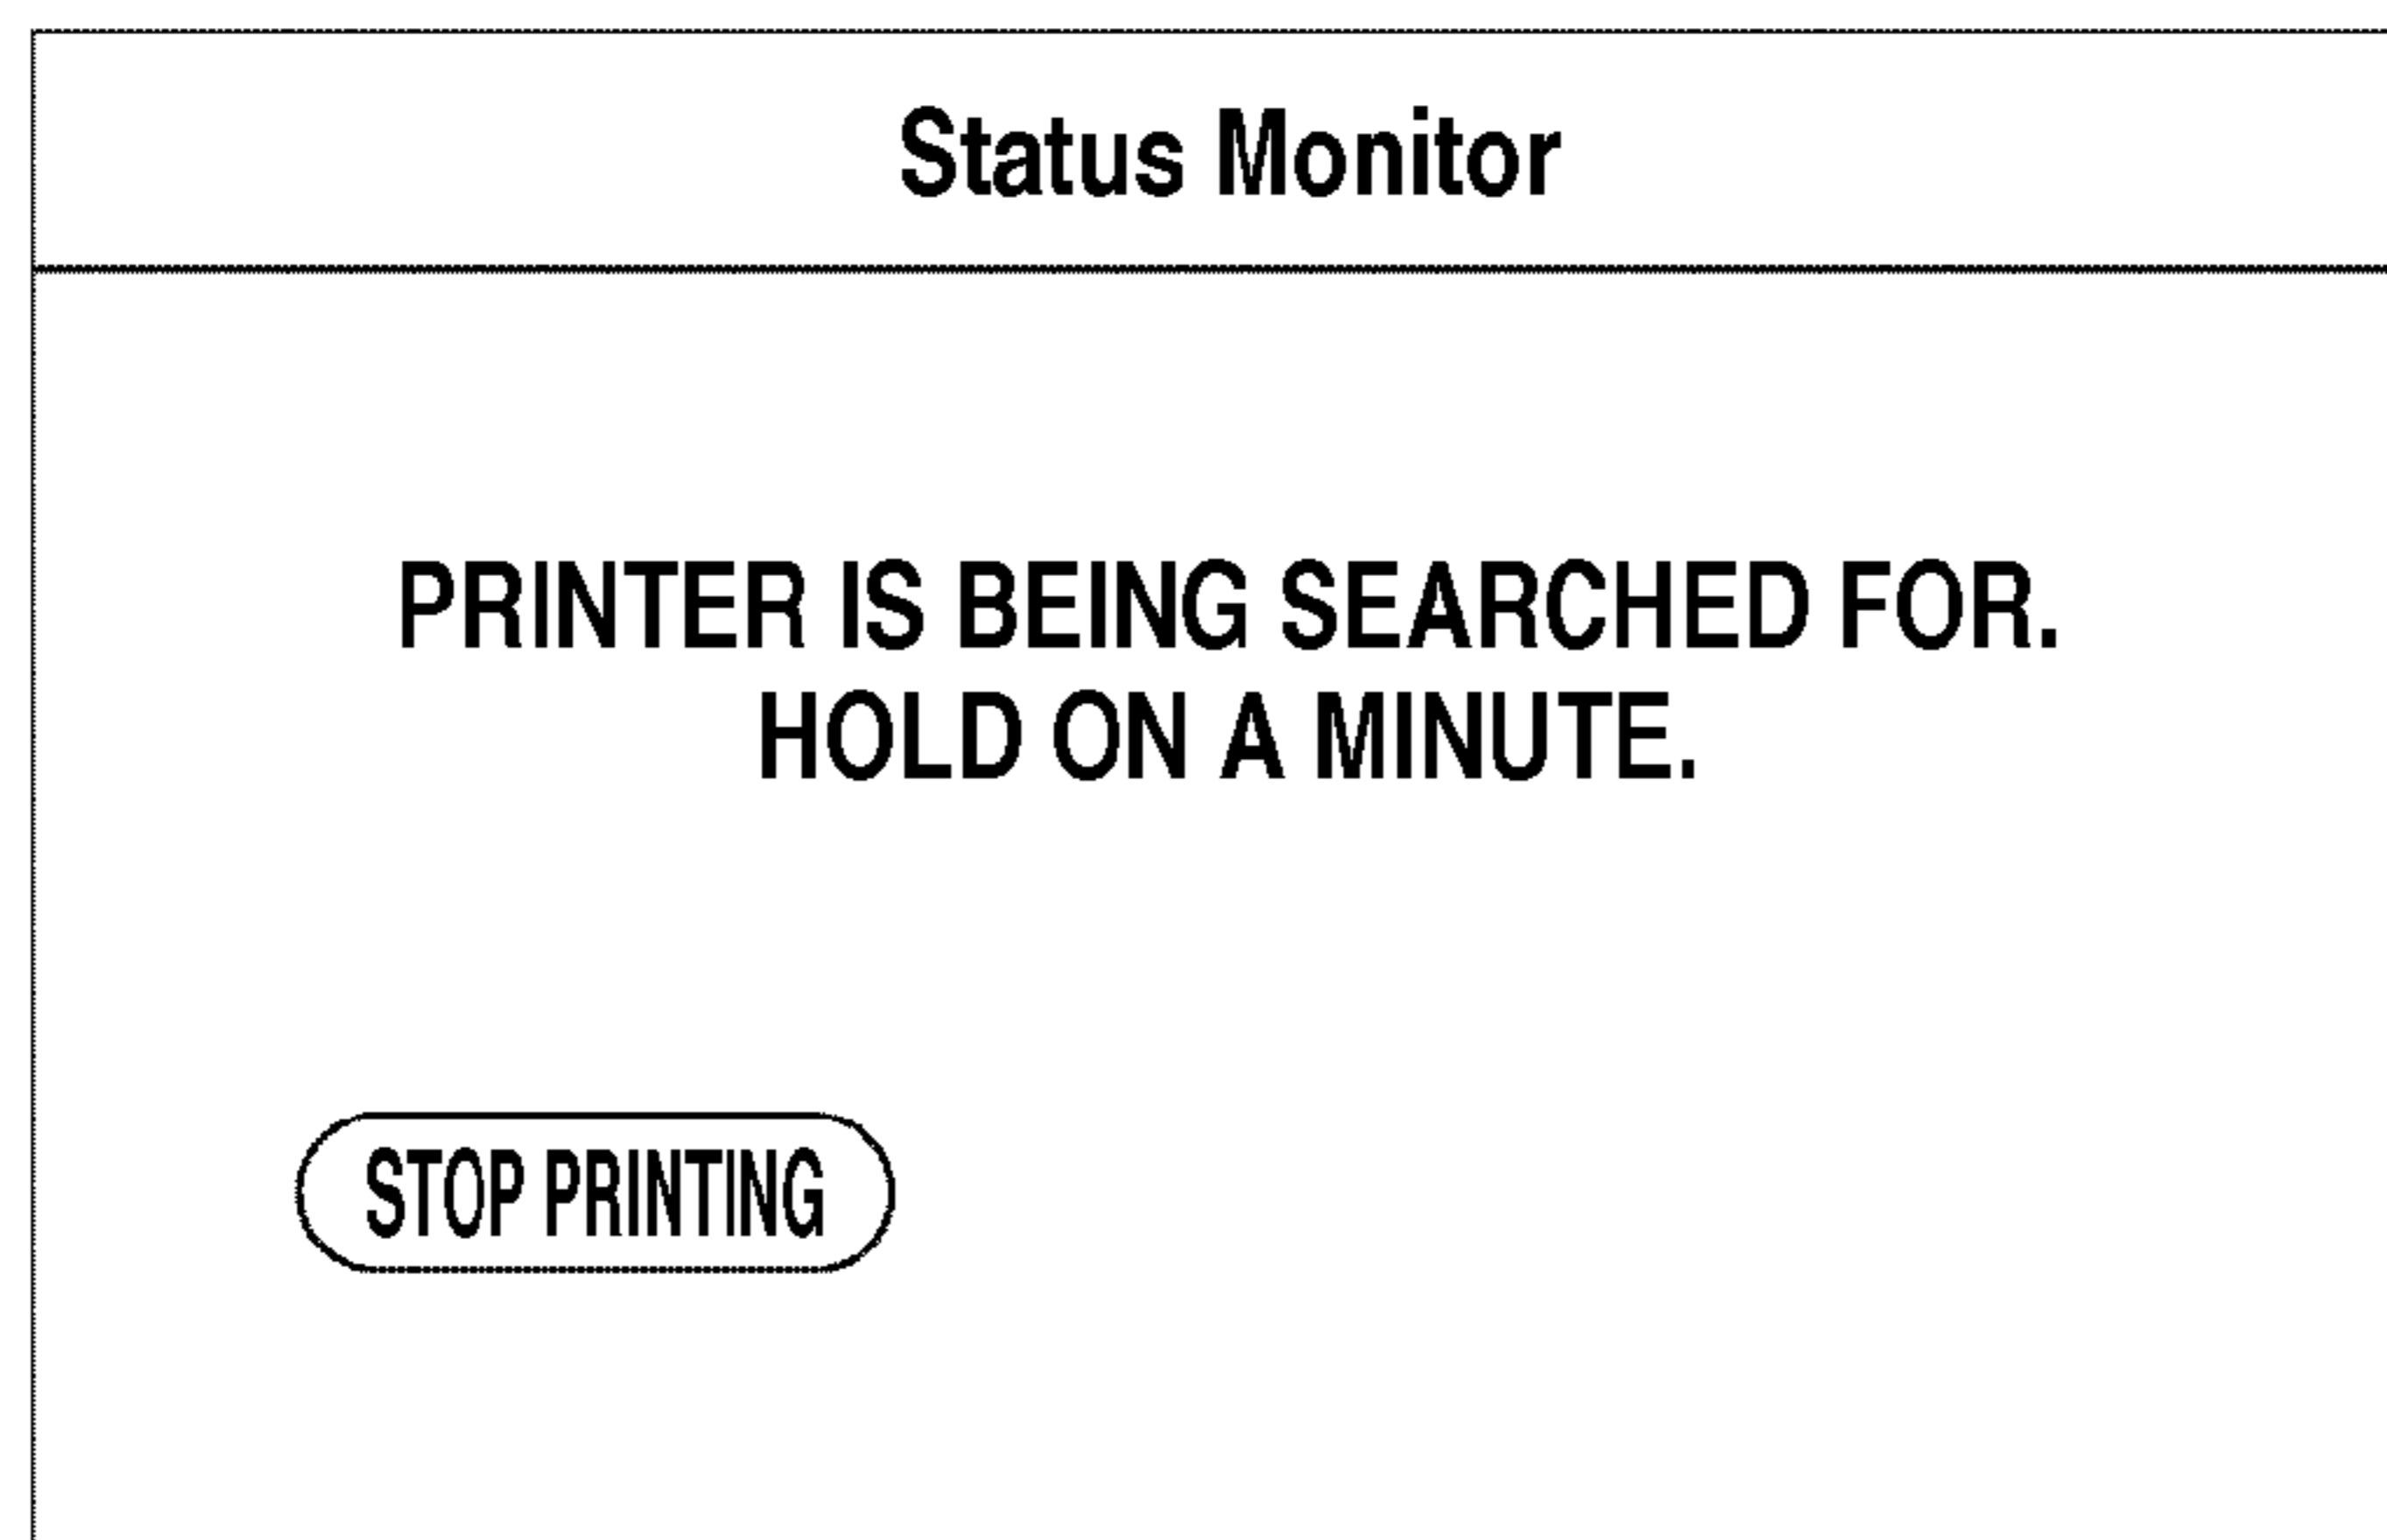 Status Monitor
PRINTER IS BEING SEARCHED FOR.
HOLD ON A MINUTE.
STOP PRINTING